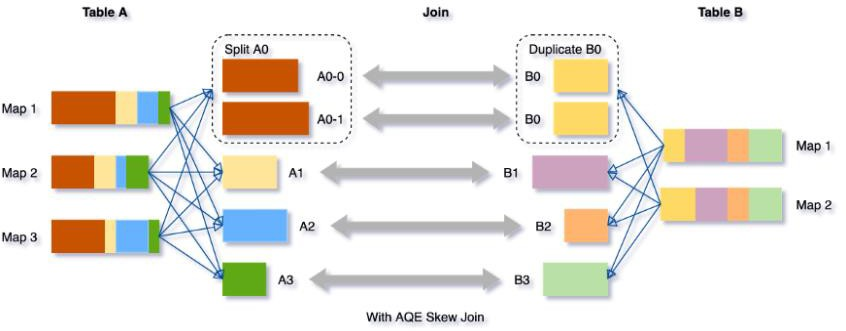 Table A Join Table B
Split A0 Duplicate B0
A0-0 B0
Map 1
A0-1 B0
Map 1
Map 2 A1 B1
Map 2
Map 3 A2 B2
A3 B3
With AQE Skew Join